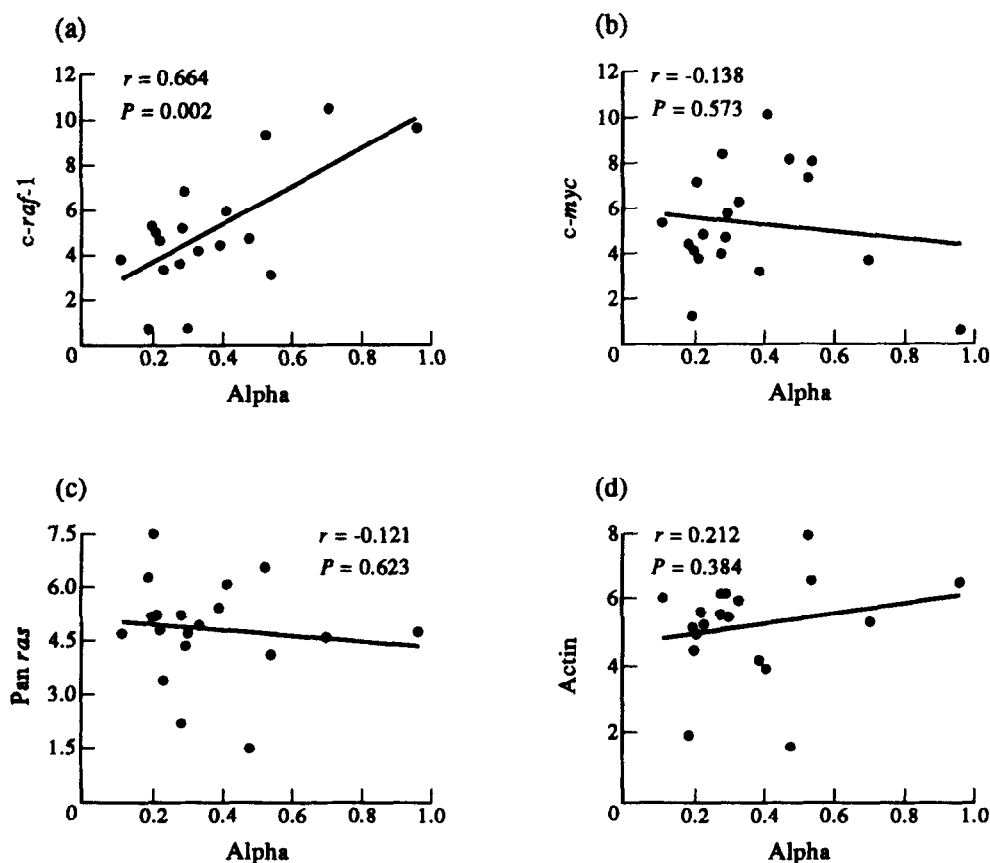 (a)
r = 0.664
P = 0.002
12
10
8
6
4
2
0
c-raf-1
0.2 0.4 0.6 0.8 1.0
Alpha
(b)
r = -0.138
P = 0.573
12
10
8
6
4
2
0
c-myc
0.2 0.4 0.6 0.8 1.0
Alpha
(c)
r = -0.121
P = 0.623
7.5
6.0
4.5
3.0
1.5
0
Pan ras
0.2 0.4 0.6 0.8 1.0
Alpha
(d)
r = 0.212
P = 0.384
8
6
4
2
0
Actin
0.2 0.4 0.6 0.8 1.0
Alpha